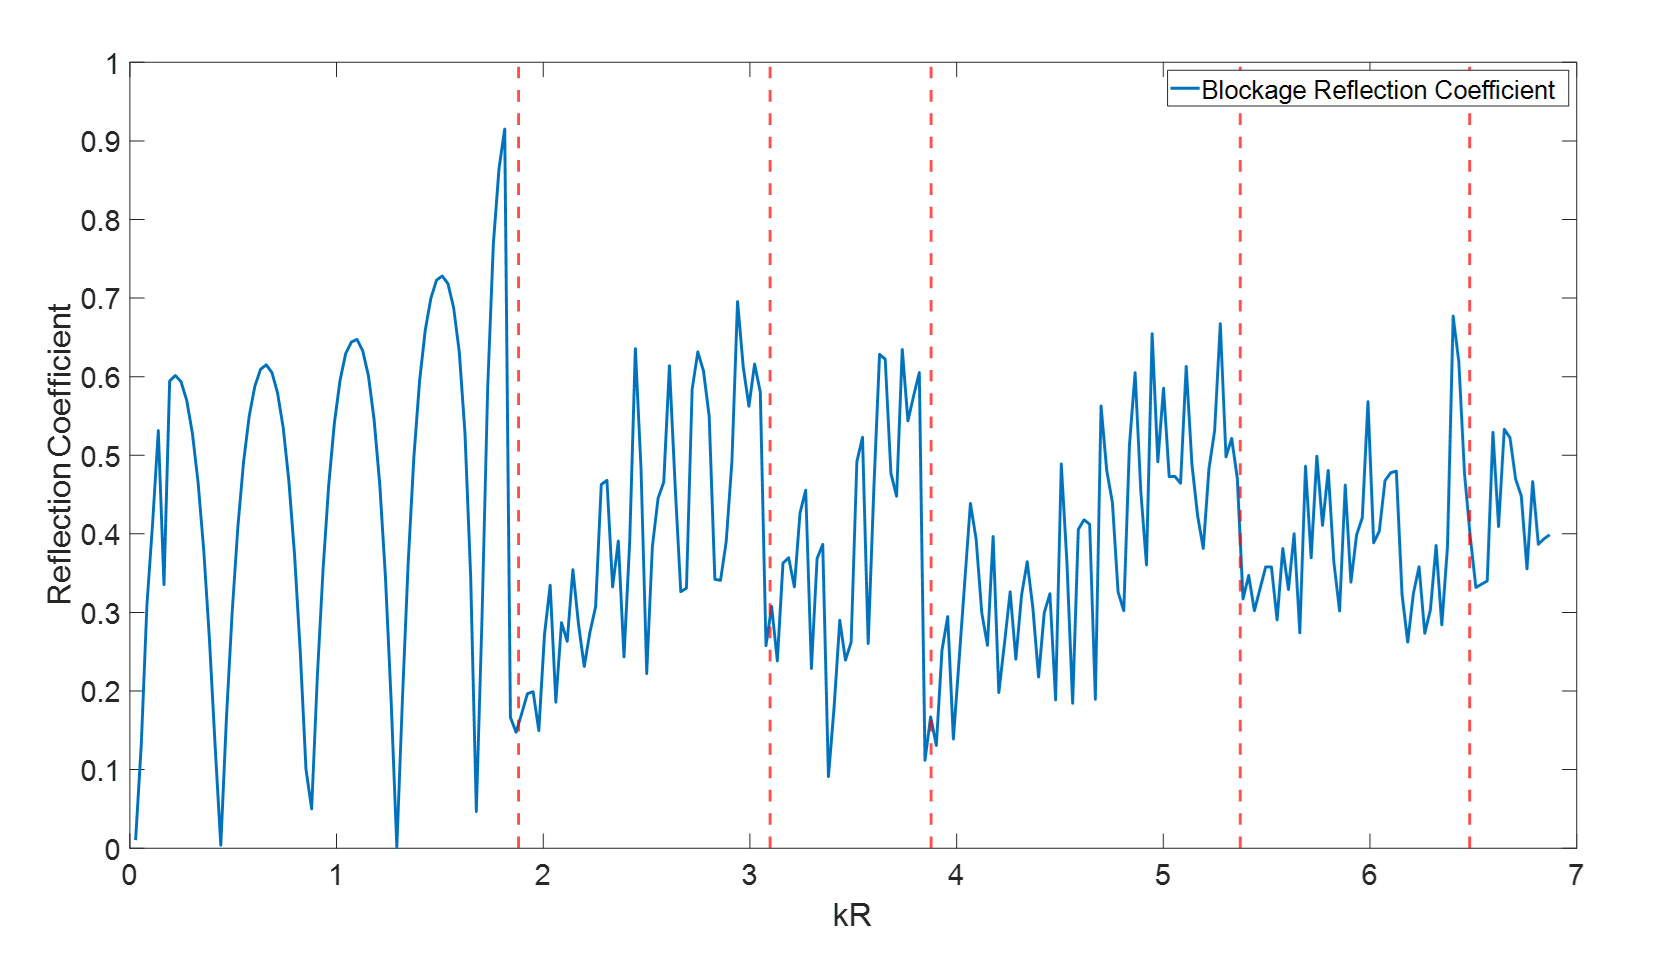 Blockage Reflection Coefficient
1
0.9
0.8
0.7
0.6
0.5
0.4
0.3
0.2
0.1
0
Reflection Coefficient
0 1 2 3 4 5 6 7
kR